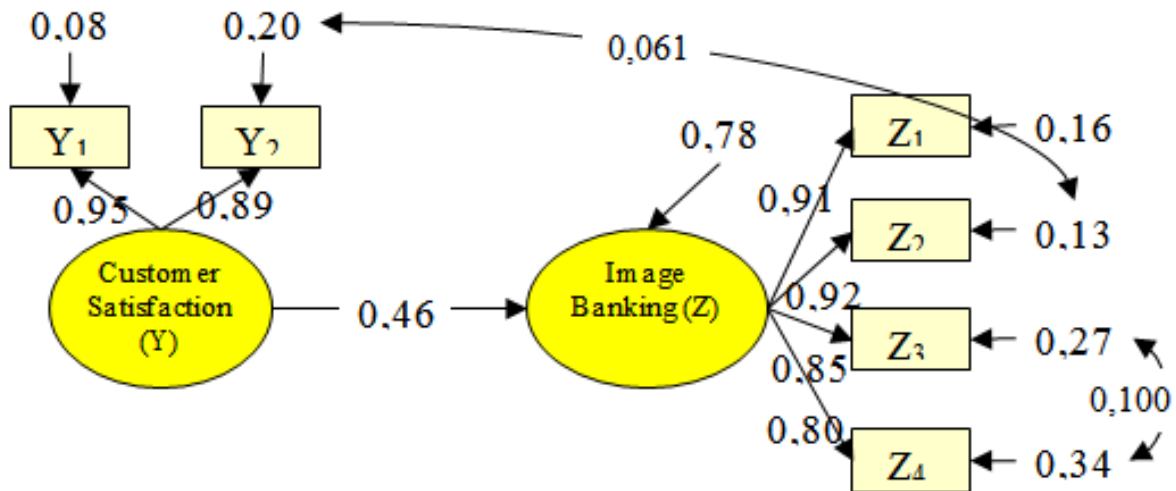 0,08
0,20
0,061
Y1
Y2
0,78
Z1
0,16
0,95
0,89
0,91
Z2
0,13
Customer
Satisfaction
(Y)
0,46
Image
Banking (Z)
0,92
Z3
0,27
0,85
0,100
0,80
Z4
0,34